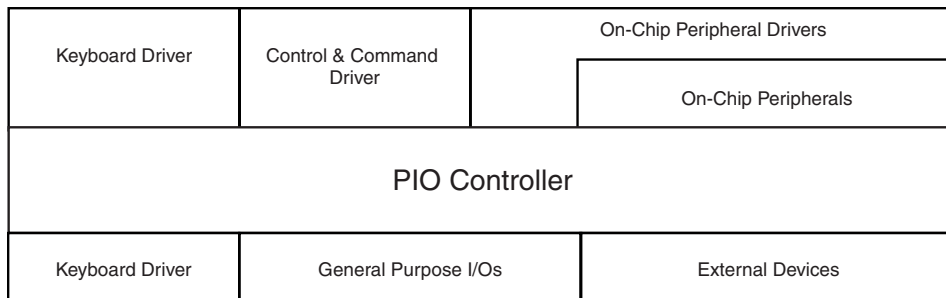 Keyboard Driver
Control & Command
Driver
On-Chip Peripheral Drivers
On-Chip Peripherals
PIO Controller
Keyboard Driver
General Purpose I/Os
External Devices